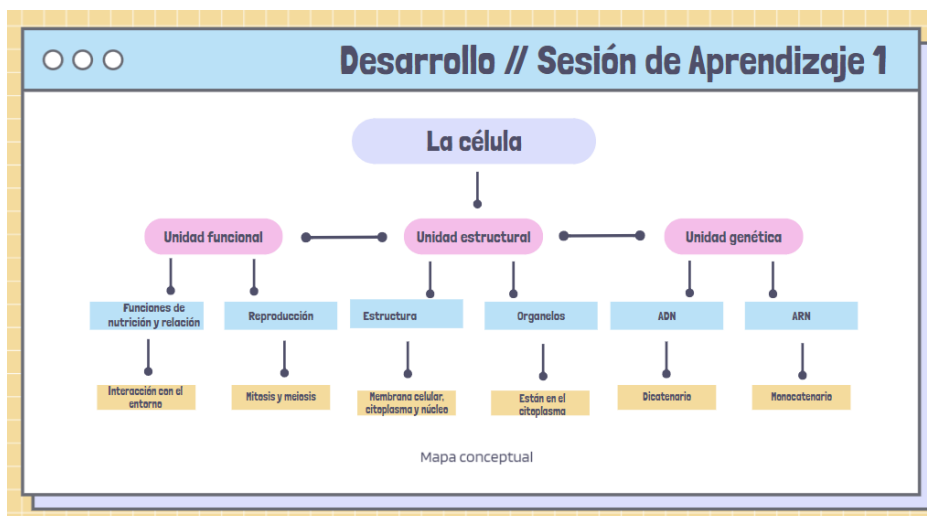 Desarrollo // Sesión de Aprendizaje 1
La célula
Unidad funcional
Unidad estructural
Unidad genética
Funciones de
nutrición y relación
Reproducción
Estructura
Organelos
ADN
ARN
Interacción con el
entorno
Mitosis y meiosis
Membrana celular,
citoplasma y núcleo
Están en el
citoplasma
Dicatenario
Monocatenario
Mapa conceptual